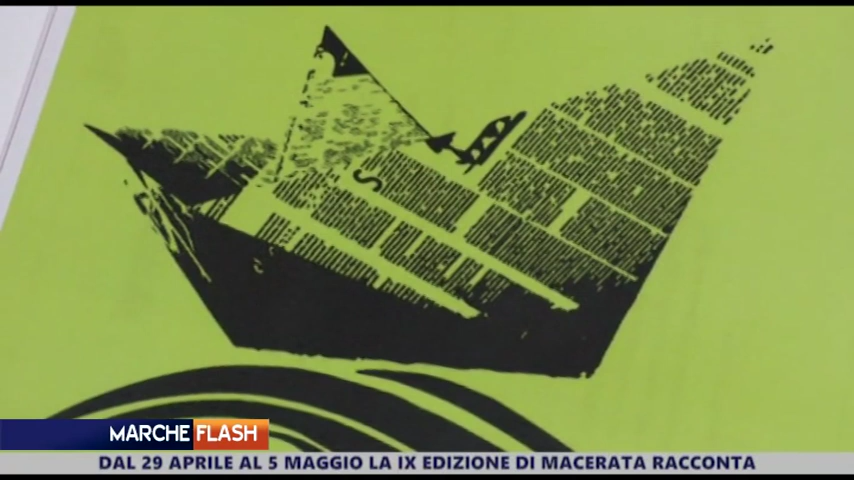 S
MARCHE FLASH
DAL 29 APRILE AL 5 MAGGIO LA IX EDIZIONE DI MACERATA RACCONTA